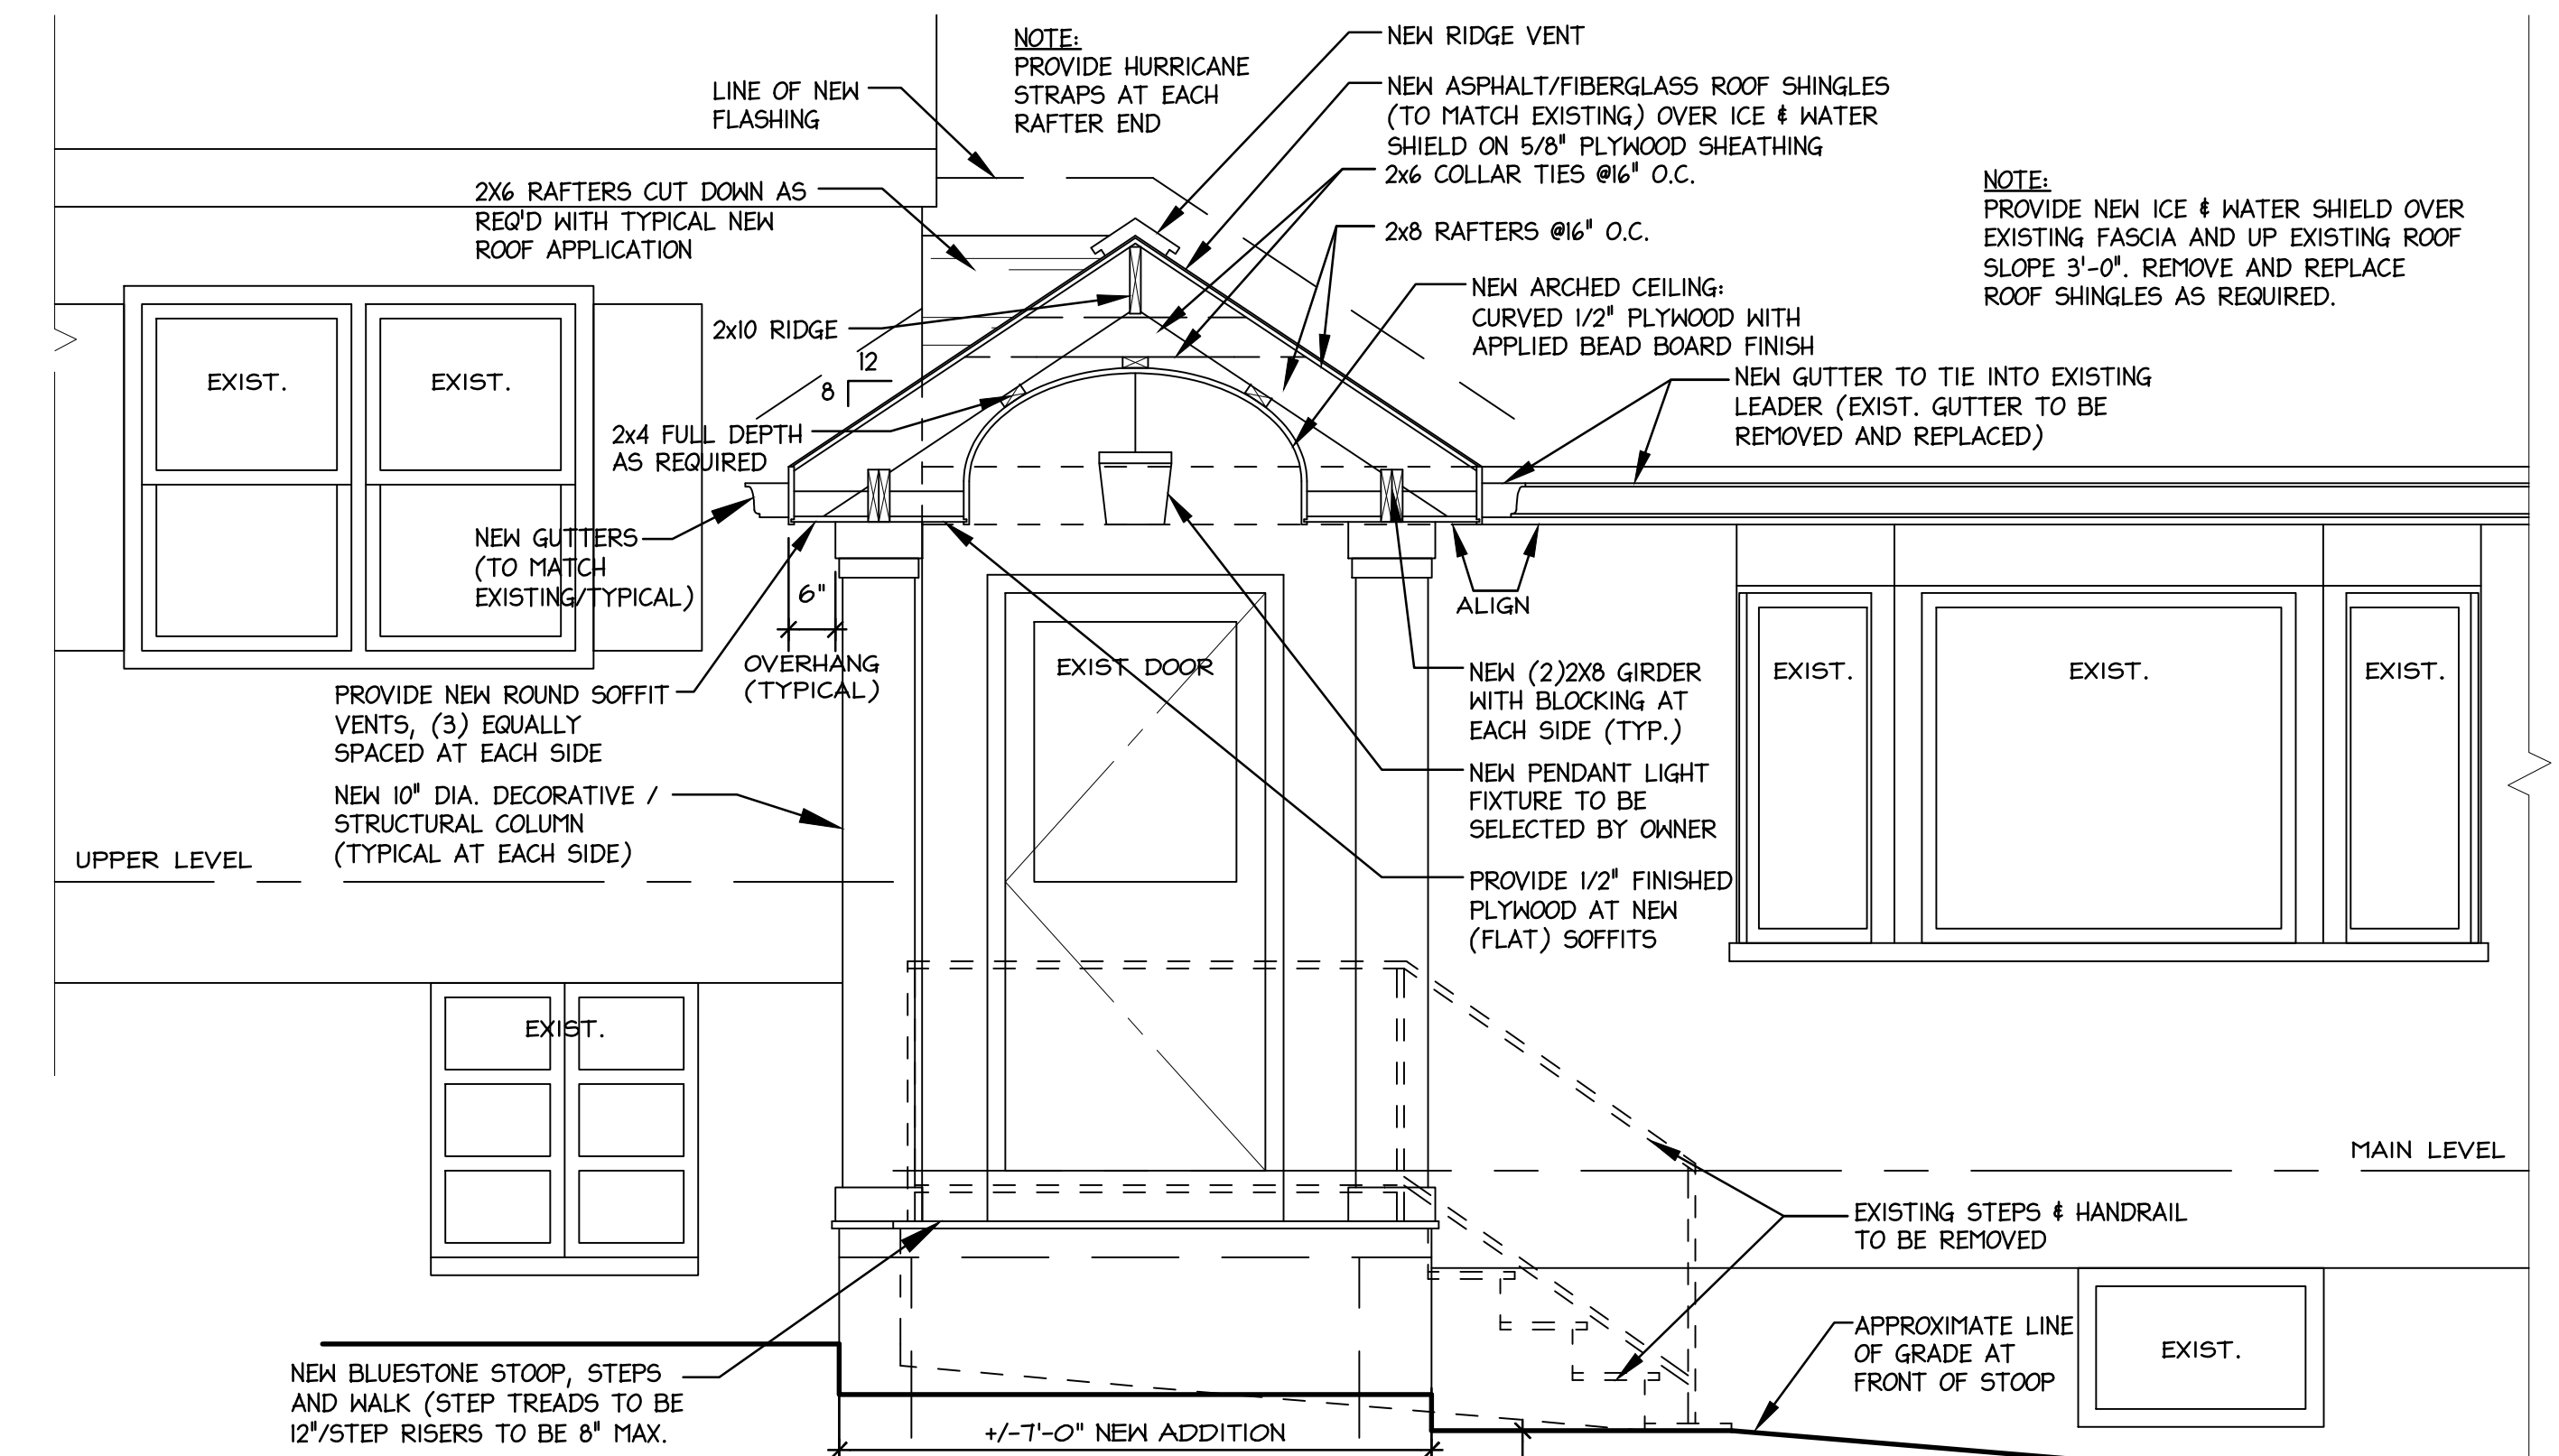 NOTE:
PROVIDE HURRICANE
STRAPS AT EACH
RAFTER END
NEW RIDGE VENT
LINE OF NEW
FLASHING
NEW ASPHALT/FIBERGLASS ROOF SHINGLES
(TO MATCH EXISTING) OVER ICE & WATER
SHIELD ON 5/8" PLYWOOD SHEATHING
2x6 COLLAR TIES @16" O.C.
2X6 RAFTERS CUT DOWN AS
REQ'D WITH TYPICAL NEW
ROOF APPLICATION
2x8 RAFTERS @16" O.C.
NOTE:
PROVIDE NEW ICE & WATER SHIELD OVER
EXISTING FASCIA AND UP EXISTING ROOF
SLOPE 3'-0". REMOVE AND REPLACE
ROOF SHINGLES AS REQUIRED.
NEW ARCHED CEILING:
CURVED 1/2" PLYWOOD WITH
APPLIED BEAD BOARD FINISH
2x10 RIDGE
12
8
EXIST.
EXIST.
NEW GUTTER TO TIE INTO EXISTING
LEADER (EXIST. GUTTER TO BE
REMOVED AND REPLACED)
2x4 FULL DEPTH
AS REQUIRED
NEW GUTTERS
(TO MATCH
EXISTING/TYPICAL)
6"
OVERHANG
(TYPICAL)
ALIGN
EXIST DOOR
NEW (2)2X8 GIRDER
WITH BLOCKING AT
EACH SIDE (TYP.)
EXIST.
EXIST.
EXIST.
PROVIDE NEW ROUND SOFFIT
VENTS, (3) EQUALLY
SPACED AT EACH SIDE
NEW PENDANT LIGHT
FIXTURE TO BE
SELECTED BY OWNER
NEW 10" DIA. DECORATIVE /
STRUCTURAL COLUMN
(TYPICAL AT EACH SIDE)
UPPER LEVEL
PROVIDE 1/2" FINISHED
PLYWOOD AT NEW
(FLAT) SOFFITS
EXIST.
MAIN LEVEL
EXISTING STEPS & HANDRAIL
TO BE REMOVED
APPROXIMATE LINE
OF GRADE AT
FRONT OF STOOP
EXIST.
NEW BLUESTONE STOOP, STEPS
AND WALK (STEP TREADS TO BE
12"/STEP RISERS TO BE 8" MAX.
+/-7'-0" NEW ADDITION